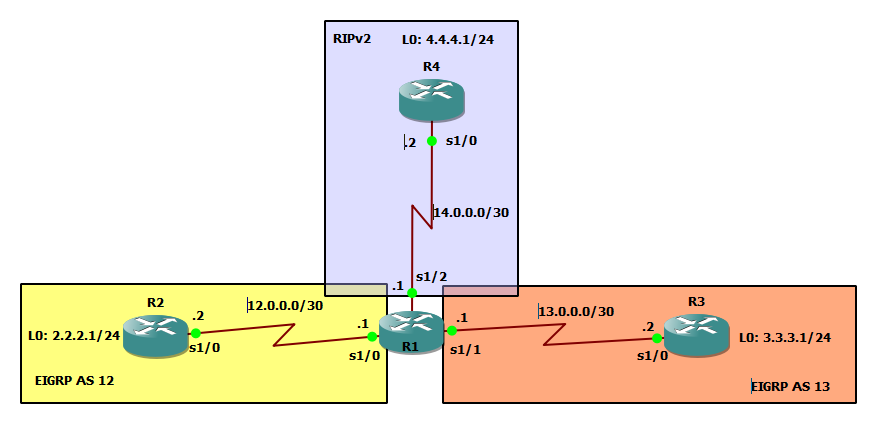 RIPv2 L0: 4.4.4.1/24
R4
.2 s1/0
14.0.0.0/30
.1 s1/2
R2
.2 12.0.0.0/30 .1
L0: 2.2.2.1/24
s1/0 s1/0
EIGRP AS 12
R1
.1 13.0.0.0/30 .2
s1/1 s1/0
R3
L0: 3.3.3.1/24
EIGRP AS 13